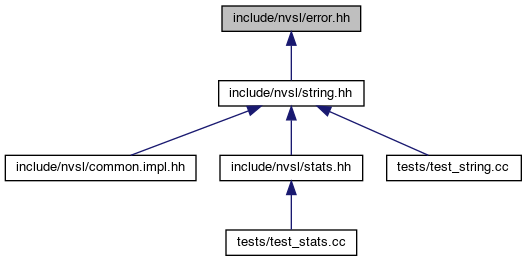 include/nvsl/error.hh
include/nvsl/string.hh
include/nvsl/common.impl.hh
include/nvsl/stats.hh
tests/test_string.cc
tests/test_stats.cc